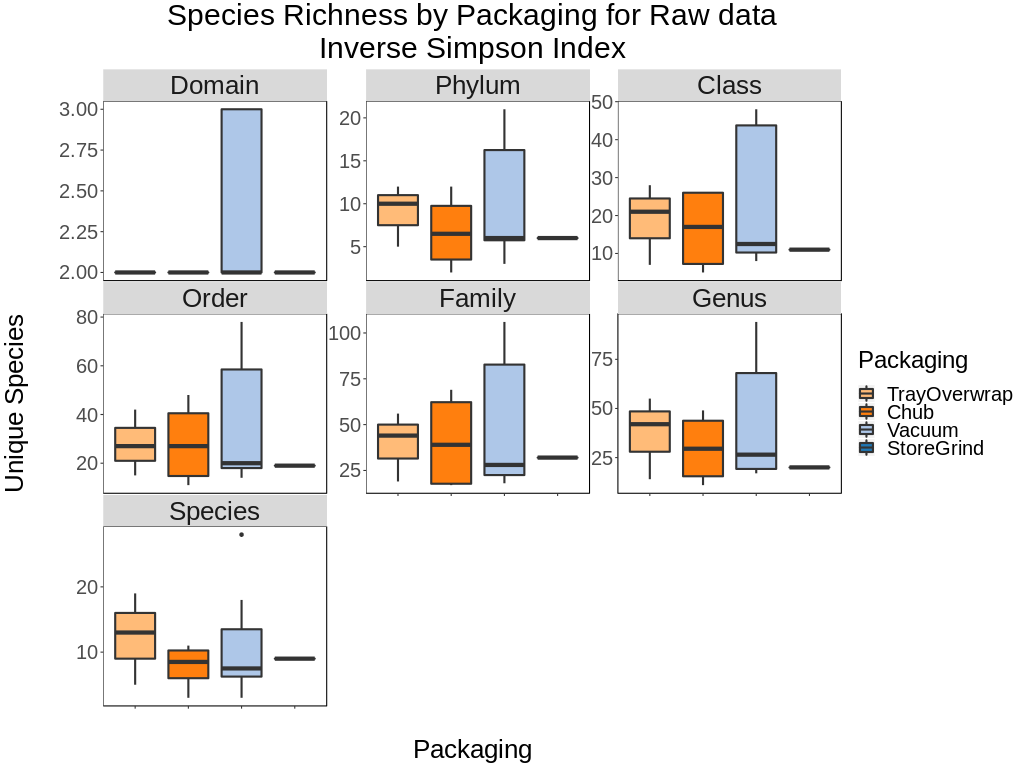 Species Richness by Packaging for Raw data
Inverse Simpson Index
Domain
Phylum
Class
3.00
2.75
2.50
2.25
2.00
20
15
10
5
50
40
30
20
10
Order
Family
Genus
80
60
40
20
100
75
50
25
75
50
25
Species
20
10
Unique Species
Packaging
Packaging
TrayOverwrap
Chub
Vacuum
StoreGrind